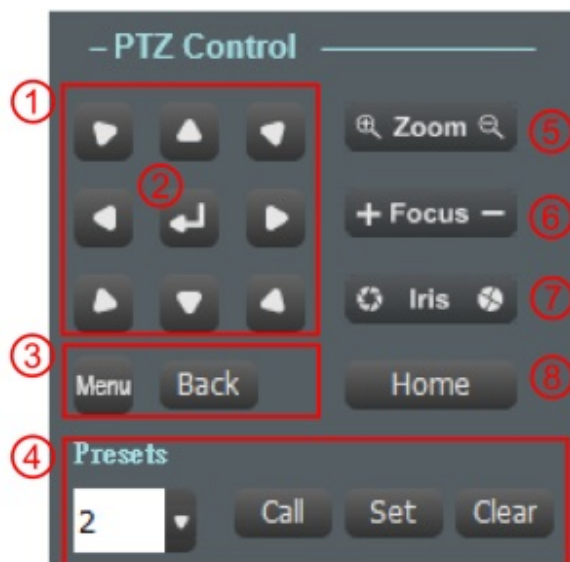 – PTZ Control
①
② 
⊕ Zoom ⊖ ⑤
+ Focus − ⑥
Iris ⑦
③ Menu Back Home ⑧
④ Presets
2 Call Set Clear